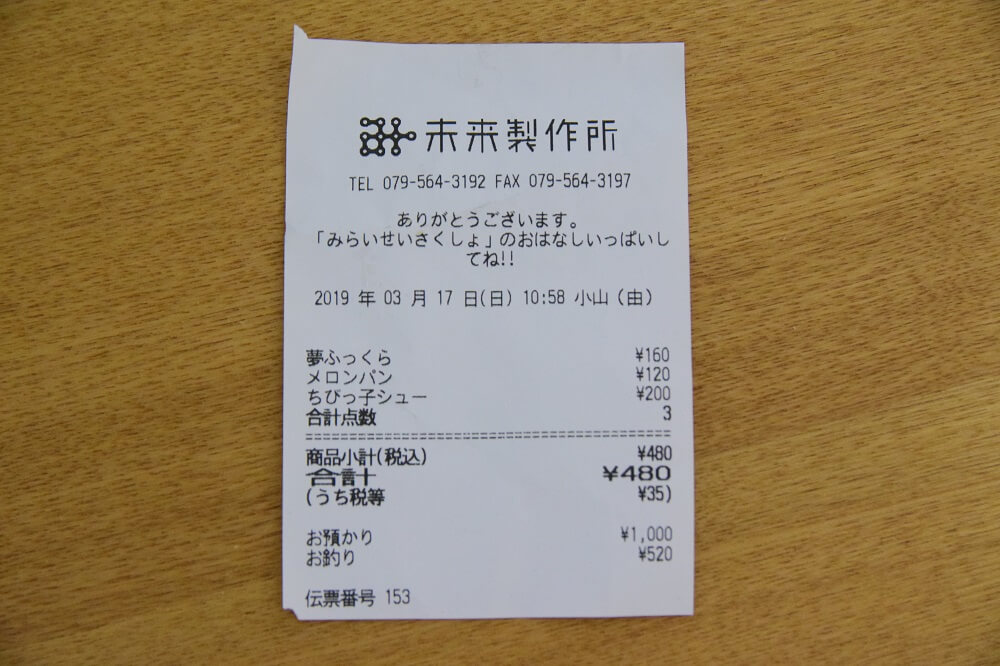 未来製作所
TEL 079-564-3192 FAX 079-564-3197
ありがとうございます。
「みらいせいさくしょ」のおはなしいっぱいし
てね!!
2019 年 03 月 17 日(日) 10:58 小山(由)
夢ふっくら ¥160
メロンパン ¥120
ちびっ子シュー ¥200
合計点数 3
商品小計(税込) ¥480
合計 ¥480
(うち税等 ¥35)
お預かり ¥1,000
お釣り ¥520
伝票番号 153